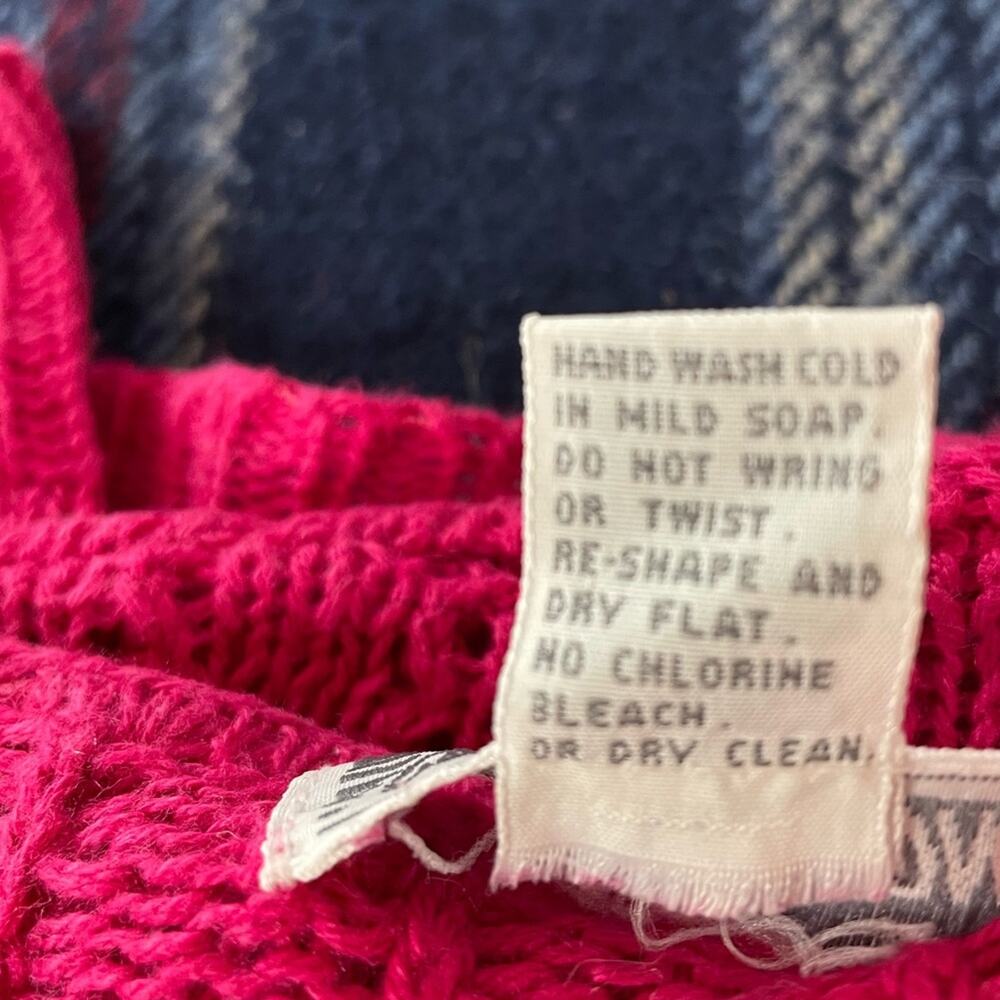 HAND WASH COLD
IN MILD SOAP.
DO NOT WRING
OR TWIST.
RE-SHAPE AND
DRY FLAT.
NO CHLORINE
BLEACH.
OR DRY CLEAN.